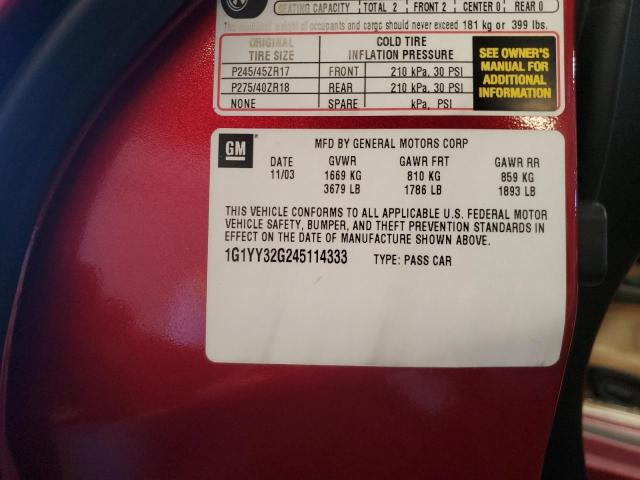 SEATING CAPACITY TOTAL 2 FRONT 2 CENTER 0 REAR 0
The combined weight of occupants and cargo should never exceed 181 kg or 399 lbs.
ORIGINAL TIRE SIZE COLD TIRE INFLATION PRESSURE
P245/45ZR17 FRONT 210 kPa, 30 PSI
P275/40ZR18 REAR 210 kPa, 30 PSI
NONE SPARE kPa, PSI
SEE OWNER'S
MANUAL FOR
ADDITIONAL
INFORMATION
GM
MFD BY GENERAL MOTORS CORP
DATE GVWR GAWR FRT GAWR RR
11/03 1669 KG 810 KG 859 KG
3679 LB 1786 LB 1893 LB
THIS VEHICLE CONFORMS TO ALL APPLICABLE U.S. FEDERAL MOTOR
VEHICLE SAFETY, BUMPER, AND THEFT PREVENTION STANDARDS IN
EFFECT ON THE DATE OF MANUFACTURE SHOWN ABOVE.
1G1YY32G245114333 TYPE: PASS CAR